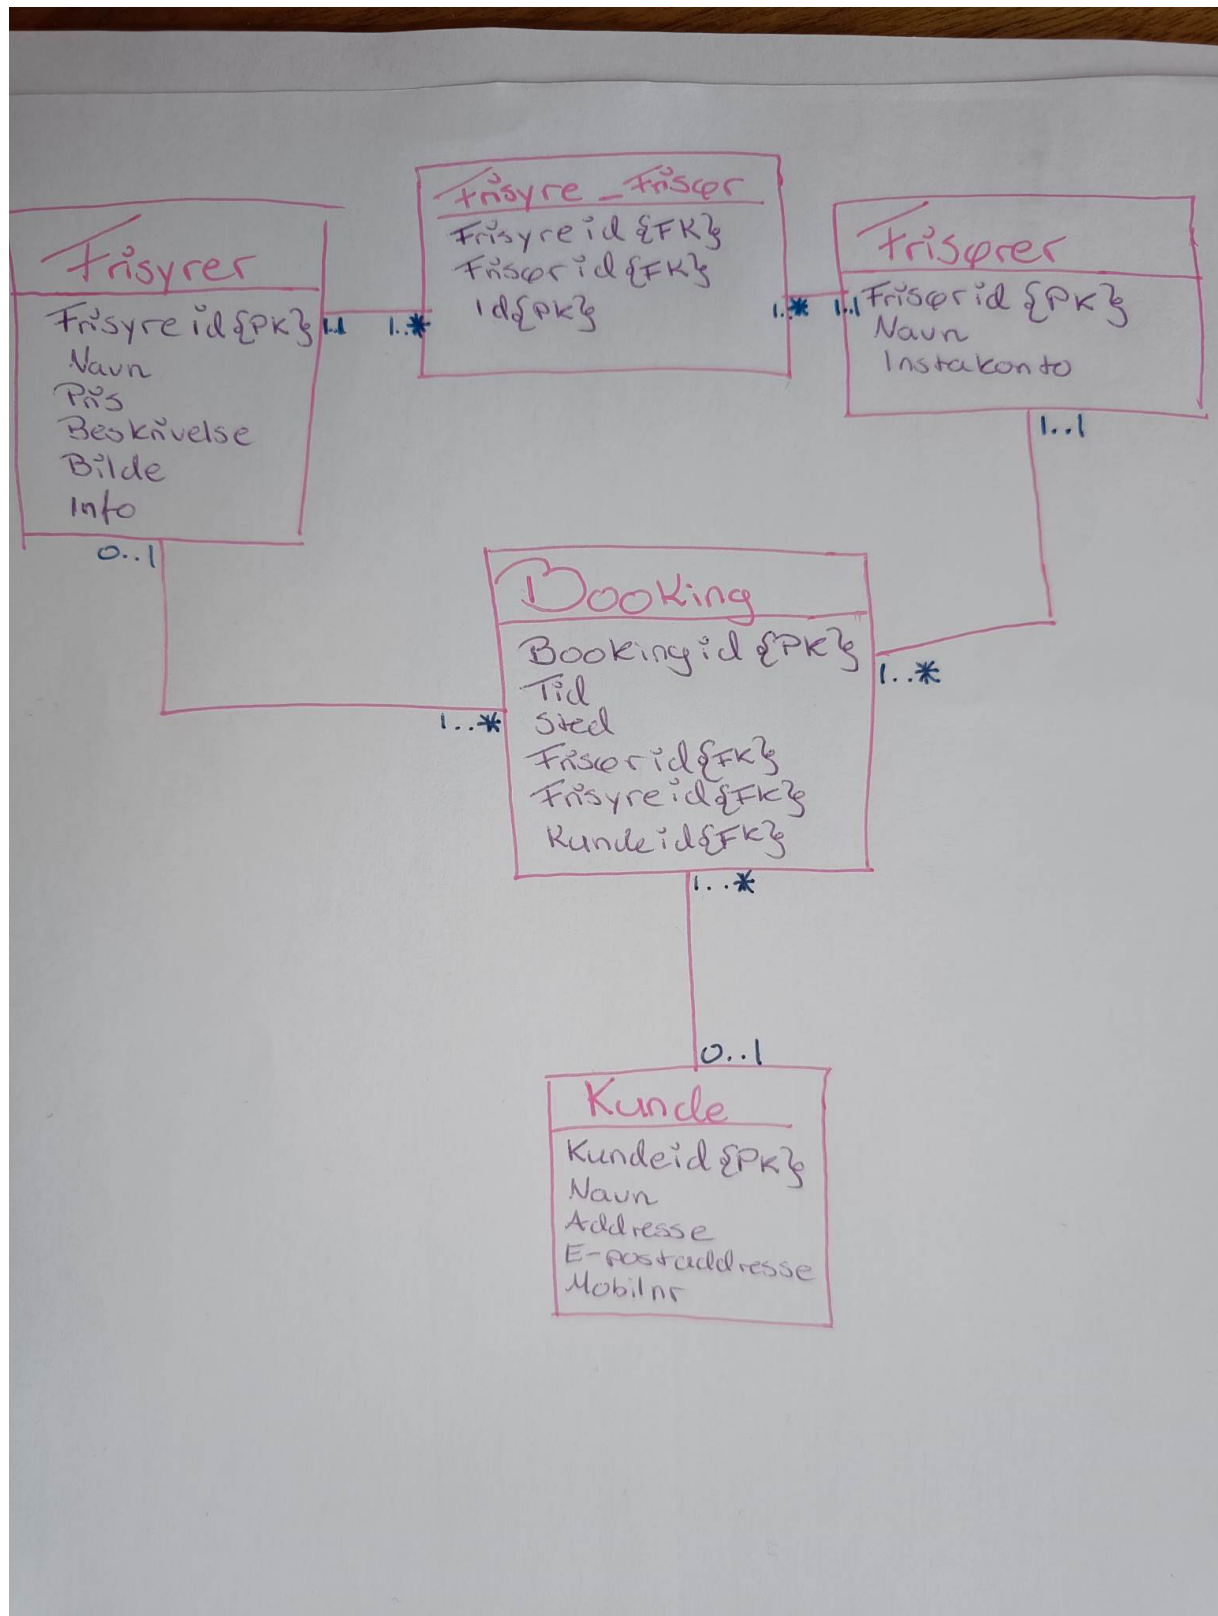 Frisyre_Frisør
Frisyreid{FK}
Frisørid{FK}
Id{PK}
Frisyrer
Frisyreid{PK}
Navn
Pris
Beskrivelse
Bilde
Info
1..1
1..*
1..*
1..1
Frisører
Frisørid{PK}
Navn
Instakonto
1..1
0..1
Booking
Bookingid{PK}
Tid
Sted
Frisørid{FK}
Frisyreid{FK}
Kundeid{FK}
1..*
1..*
1..*
0..1
Kunde
Kundeid{PK}
Navn
Addresse
E-postaddresse
Mobilnr